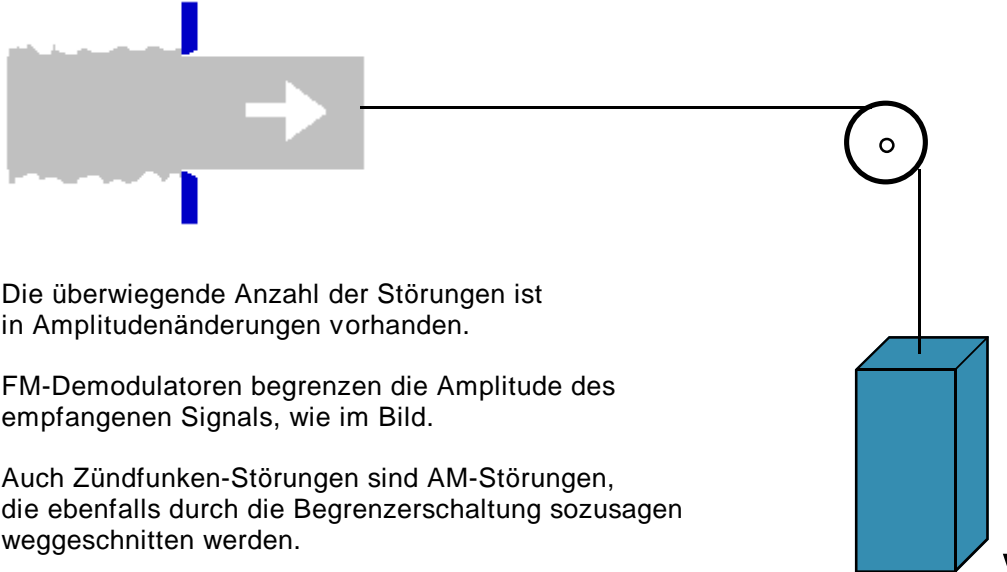 Die überwiegende Anzahl der Störungen ist
in Amplitudenänderungen vorhanden.
FM-Demodulatoren begrenzen die Amplitude des
empfangenen Signals, wie im Bild.
Auch Zündfunken-Störungen sind AM-Störungen,
die ebenfalls durch die Begrenzerschaltung sozusagen
weggeschnitten werden.